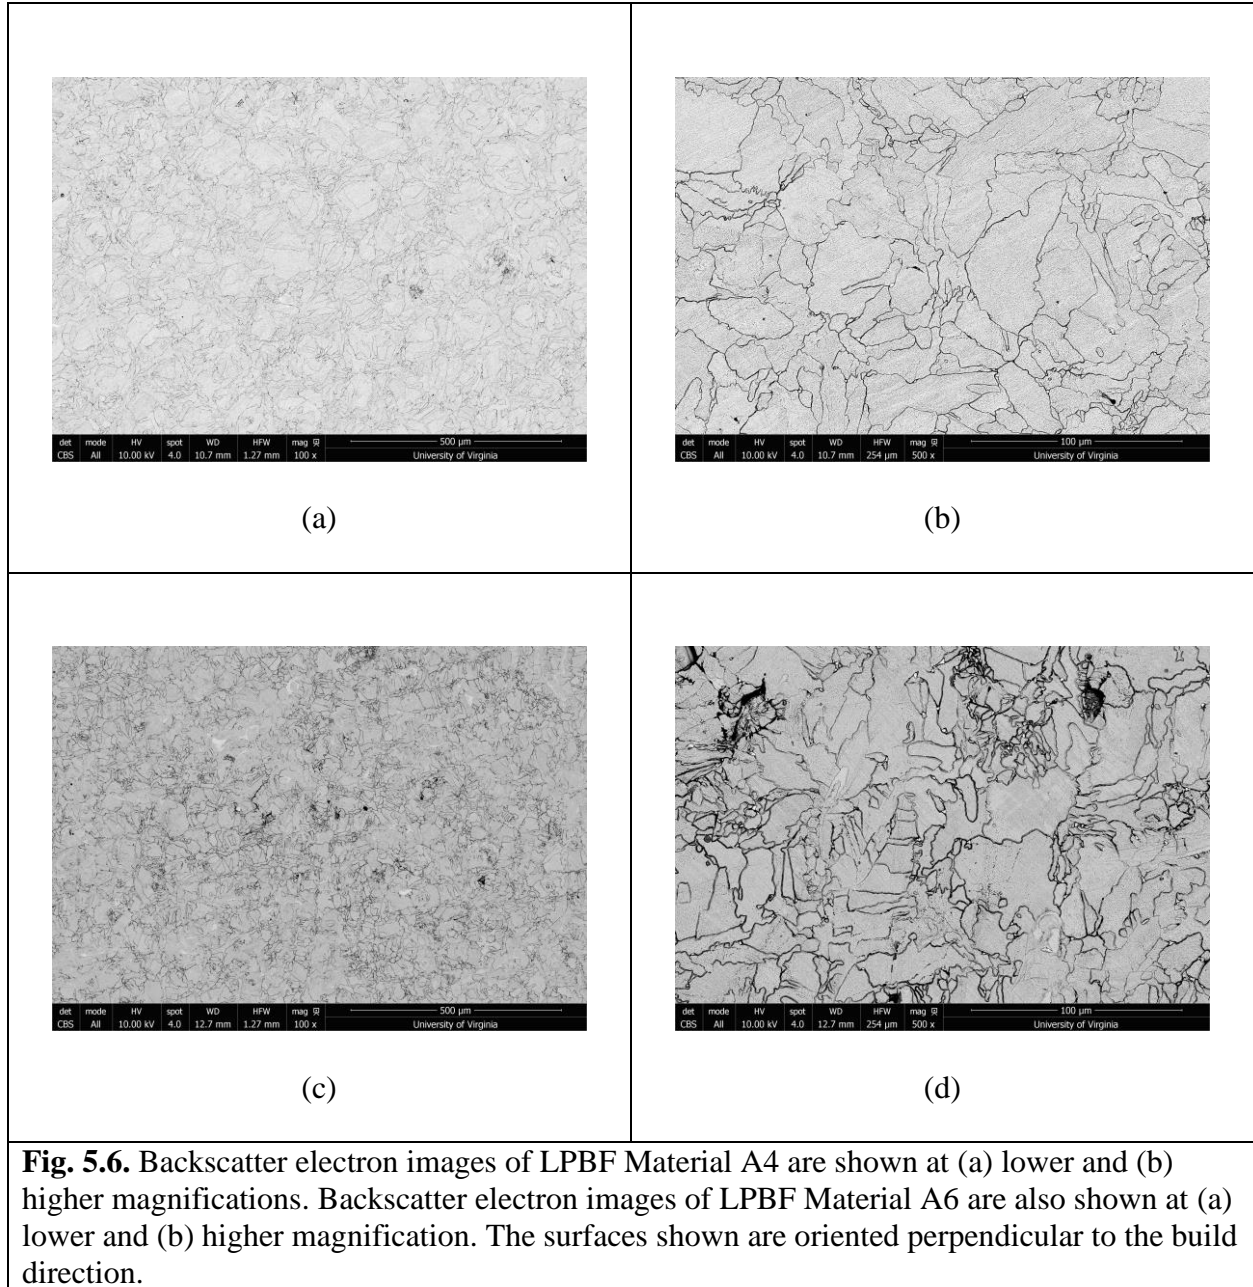 det mode HV spot WD HFW mag 500 µm
CBS All 10.00 kV 4.0 10.7 mm 1.27 mm 100 x University of Virginia
(a)
det mode HV spot WD HFW mag 100 µm
CBS All 10.00 kV 4.0 10.7 mm 254 µm 500 x University of Virginia
(b)
det mode HV spot WD HFW mag 500 µm
CBS All 10.00 kV 4.0 12.7 mm 1.27 mm 100 x University of Virginia
(c)
det mode HV spot WD HFW mag 100 µm
CBS All 10.00 kV 4.0 12.7 mm 254 µm 500 x University of Virginia
(d)
Fig. 5.6. Backscatter electron images of LPBF Material A4 are shown at (a) lower and (b)
higher magnifications. Backscatter electron images of LPBF Material A6 are also shown at (a)
lower and (b) higher magnification. The surfaces shown are oriented perpendicular to the build
direction.